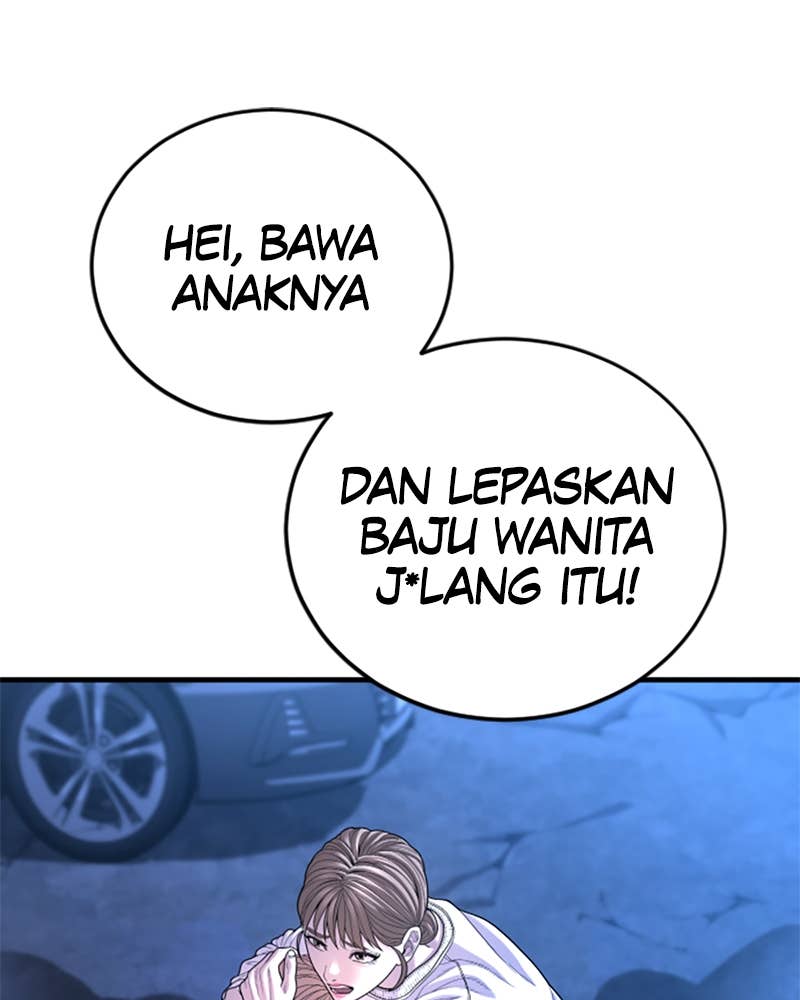 HEI, BAWA
ANAKNYA
DAN LEPASKAN
BAJU WANITA
J*LANG ITU!